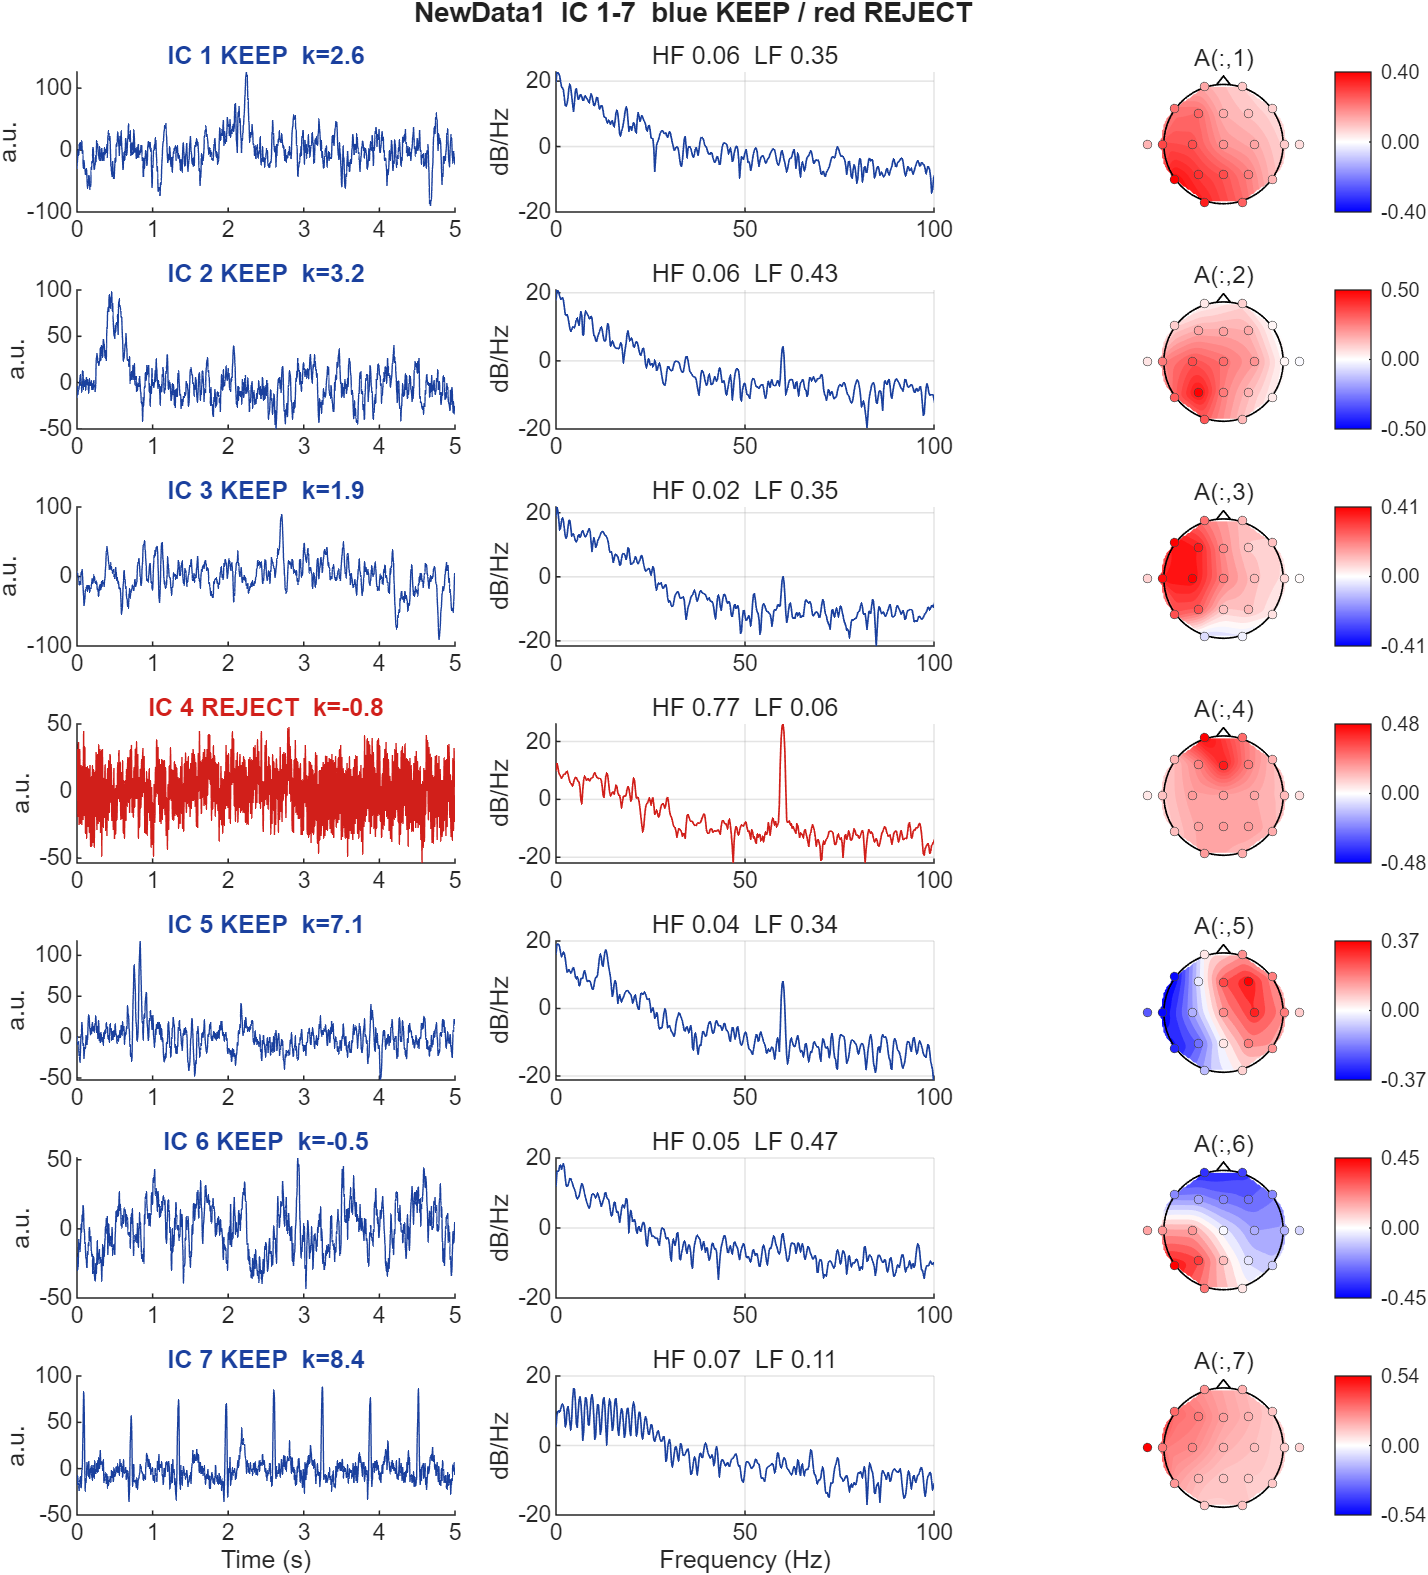 NewData1 IC 1-7 blue KEEP / red REJECT
IC 1 KEEP k=2.6
HF 0.06 LF 0.35
A(:,1)
a.u.
100
0
-100
0 1 2 3 4 5
dB/Hz
20
0
-20
0 50 100
0.40
0.00
-0.40
IC 2 KEEP k=3.2
HF 0.06 LF 0.43
A(:,2)
a.u.
100
50
0
-50
0 1 2 3 4 5
dB/Hz
20
0
-20
0 50 100
0.50
0.00
-0.50
IC 3 KEEP k=1.9
HF 0.02 LF 0.35
A(:,3)
a.u.
100
0
-100
0 1 2 3 4 5
dB/Hz
20
0
-20
0 50 100
0.41
0.00
-0.41
IC 4 REJECT k=-0.8
HF 0.77 LF 0.06
A(:,4)
a.u.
50
0
-50
0 1 2 3 4 5
dB/Hz
20
0
-20
0 50 100
0.48
0.00
-0.48
IC 5 KEEP k=7.1
HF 0.04 LF 0.34
A(:,5)
a.u.
100
50
0
-50
0 1 2 3 4 5
dB/Hz
20
0
-20
0 50 100
0.37
0.00
-0.37
IC 6 KEEP k=-0.5
HF 0.05 LF 0.47
A(:,6)
a.u.
50
0
-50
0 1 2 3 4 5
dB/Hz
20
0
-20
0 50 100
0.45
0.00
-0.45
IC 7 KEEP k=8.4
HF 0.07 LF 0.11
A(:,7)
a.u.
100
50
0
-50
0 1 2 3 4 5
Time (s)
dB/Hz
20
0
-20
0 50 100
Frequency (Hz)
0.54
0.00
-0.54